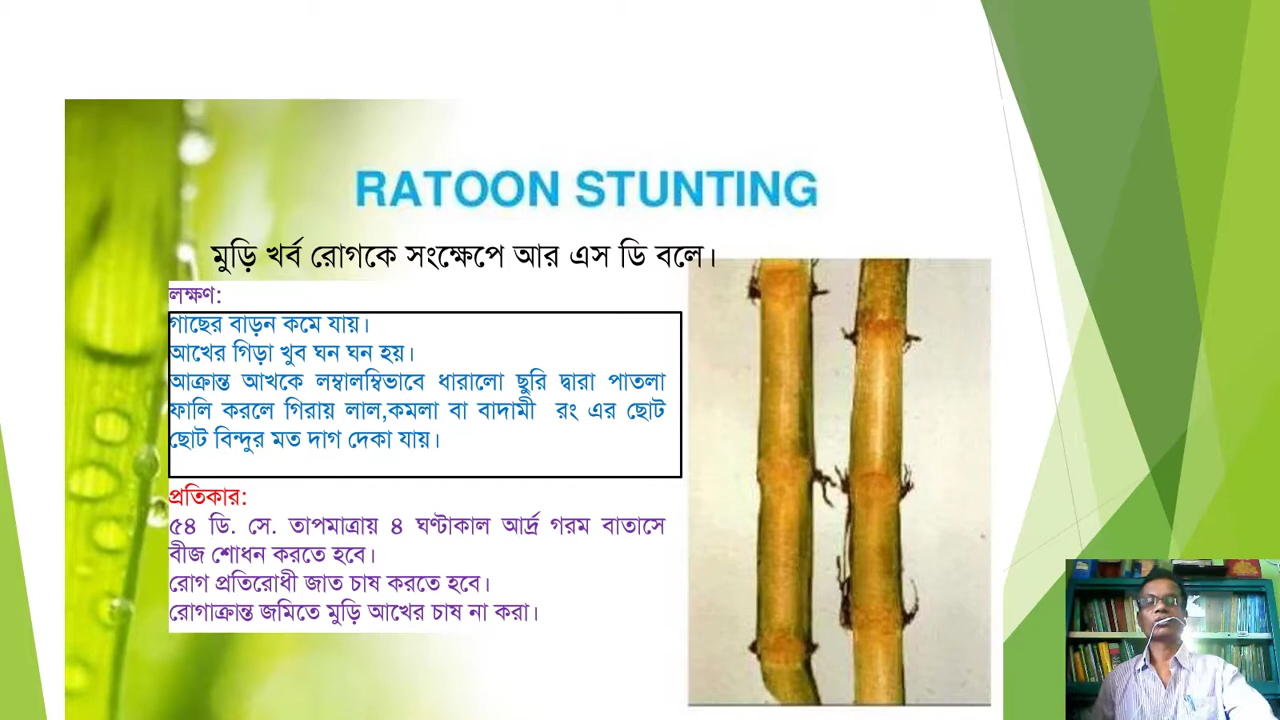 RATOON STUNTING
মুড়ি খর্ব রোগকে সংক্ষেপে আর এস ডি বলে।
লক্ষণ:
গাছের বাড়ন কমে যায়।
আখের গিড়া খুব ঘন ঘন হয়।
আক্রান্ত আখকে লম্বালম্বিভাবে ধারালো ছুরি দ্বারা পাতলা
ফালি করলে গিরায় লাল,কমলা বা বাদামী রং এর ছোট
ছোট বিন্দুর মত দাগ দেকা যায়।
প্রতিকার:
৫৪ ডি. সে. তাপমাত্রায় ৪ ঘণ্টাকাল আর্দ্র গরম বাতাসে
বীজ শোধন করতে হবে।
রোগ প্রতিরোধী জাত চাষ করতে হবে।
রোগাক্রান্ত জমিতে মুড়ি আখের চাষ না করা।